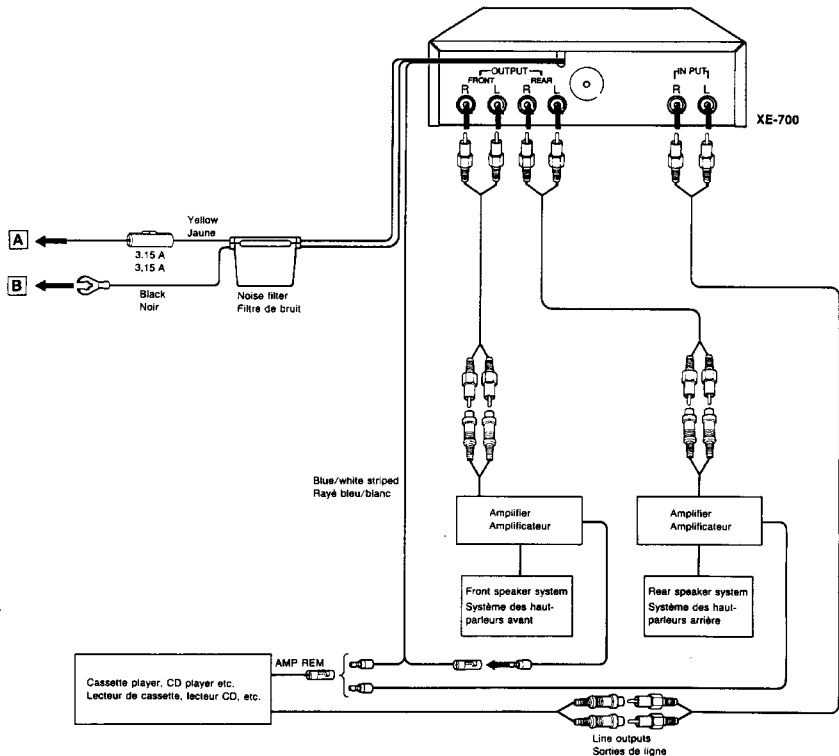 OUTPUT
FRONT REAR
R L R L
IN PUT
R L
XE-700
A
Yellow
Jaune
3.15 A
3,15 A
B
Black
Noir
Noise filter
Filtre de bruit
Blue/white striped
Rayé bleu/blanc
Amplifier
Amplificateur
Amplifier
Amplificateur
Front speaker system
Système des haut-
parleurs avant
Rear speaker system
Système des haut-
parleurs arrière
AMP REM
Cassette player, CD player etc.
Lecteur de cassette, lecteur CD, etc.
Line outputs
Sorties de ligne